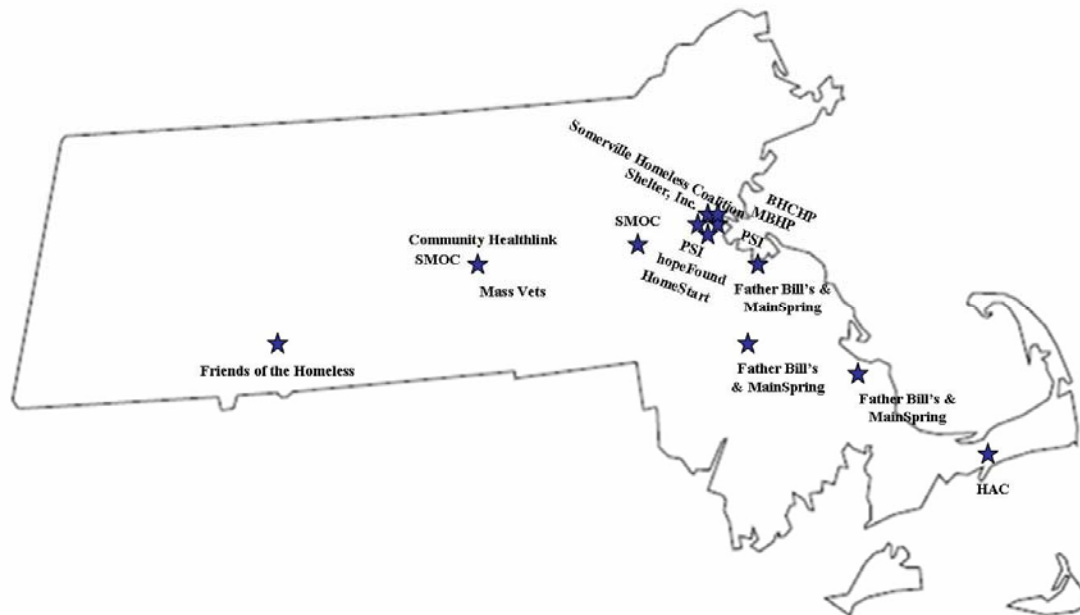 Somerville Homeless Coalition
Shelter, Inc.
BHCHP
MBHP
SMOC
PSI
PSI
hopeFound
HomeStart
Community Healthlink
SMOC
Mass Vets
Father Bill's &
MainSpring
Friends of the Homeless
Father Bill's
& MainSpring
Father Bill's &
MainSpring
HAC